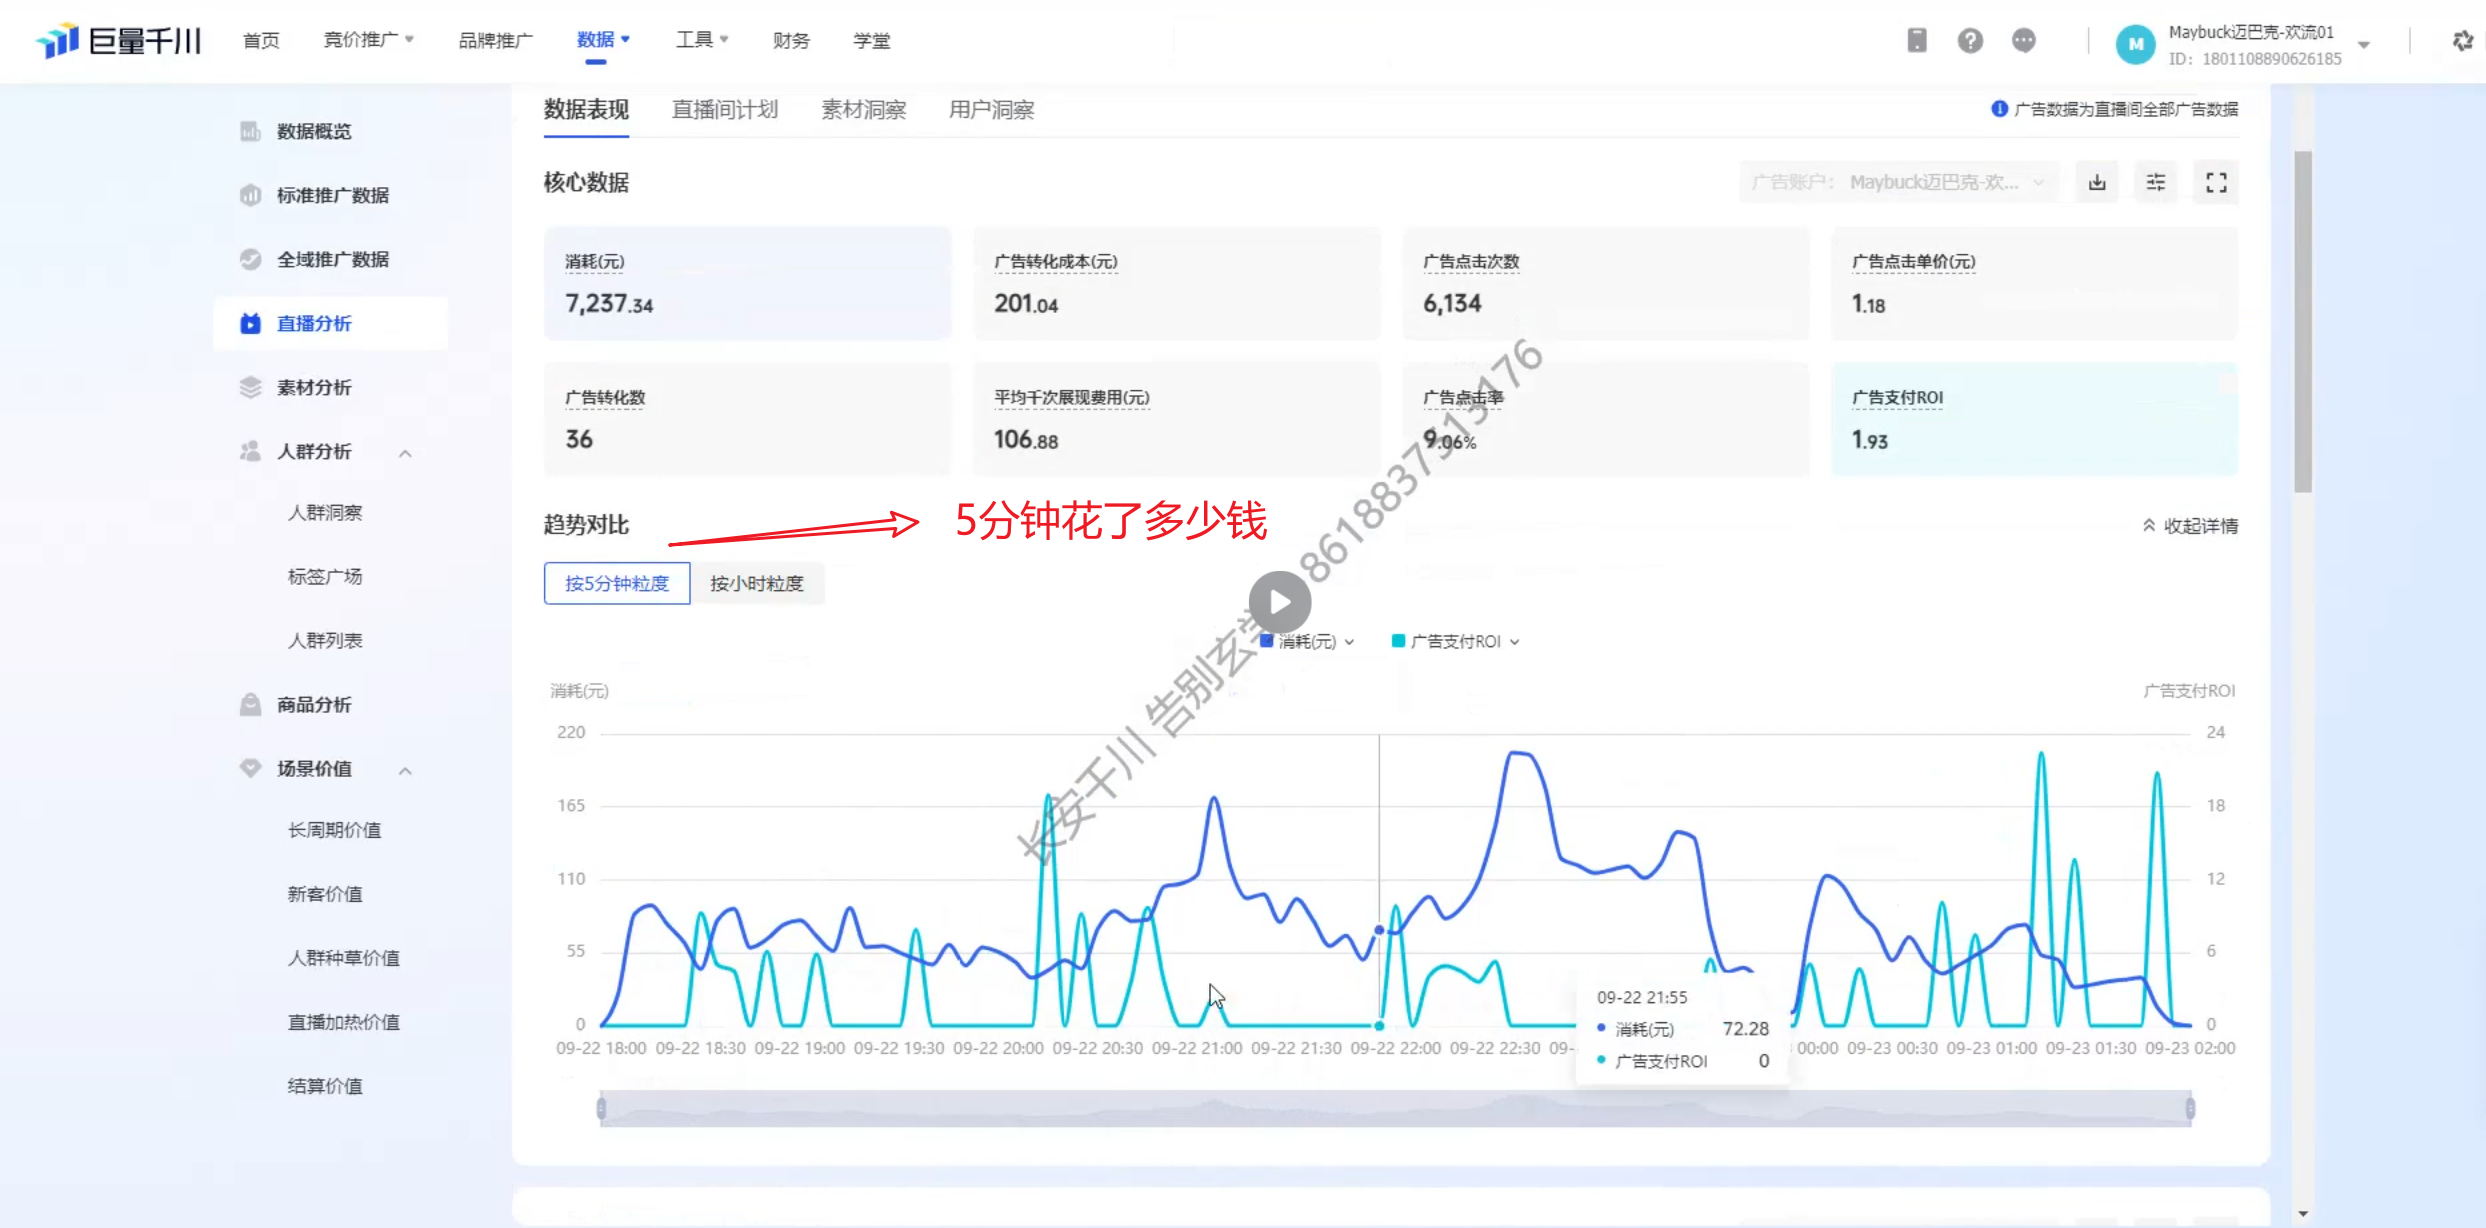 巨量千川
首页
竞价推广
品牌推广
数据
工具
财务
学堂
M
Maybuck迈巴克-欢流01
ID：1801108890626185
数据概览
标准推广数据
全域推广数据
直播分析
素材分析
人群分析
人群洞察
标签广场
人群列表
商品分析
场景价值
长周期价值
新客价值
人群种草价值
直播加热价值
结算价值
数据表现
直播间计划
素材洞察
用户洞察
广告数据为直播间全部广告数据
核心数据
广告账户： Maybuck迈巴克-欢...
消耗(元)
7,237.34
广告转化成本(元)
201.04
广告点击次数
6,134
广告点击单价(元)
1.18
广告转化数
36
平均千次展现费用(元)
106.88
广告点击率
9.06%
广告支付ROI
1.93
趋势对比
5分钟花了多少钱
收起详情
按5分钟粒度
按小时粒度
消耗(元)
广告支付ROI
消耗(元)
广告支付ROI
220
165
110
55
0
24
18
12
6
0
09-22 18:00 09-22 18:30 09-22 19:00 09-22 19:30 09-22 20:00 09-22 20:30 09-22 21:00 09-22 21:30 09-22 22:00 09-22 22:30 09- 00:00 09-23 00:30 09-23 01:00 09-23 01:30 09-23 02:00
09-22 21:55
消耗(元) 72.28
广告支付ROI 0
长安千川 告别玄学 8618837513176